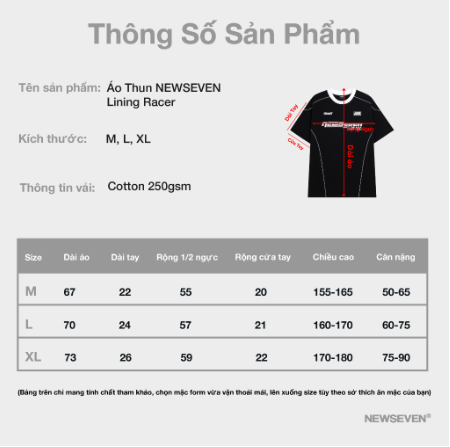 Thông Số Sản Phẩm
Tên sản phẩm: Áo Thun NEWSEVEN
Lining Racer
Kích thước: M, L, XL
Thông tin vải: Cotton 250gsm
Dài Tay
Cửa Tay
Dài áo
Size Dài áo Dài tay Rộng 1/2 ngực Rộng cửa tay Chiều cao Cân nặng
M 67 22 55 20 155-165 50-65
L 70 24 57 21 160-170 60-75
XL 73 26 59 22 170-180 75-90
(Bảng trên chỉ mang tính chất tham khảo, chọn mặc form vừa vặn thoải mái, lên xuống size tùy theo sở thích ăn mặc của bạn)
NEWSEVEN®